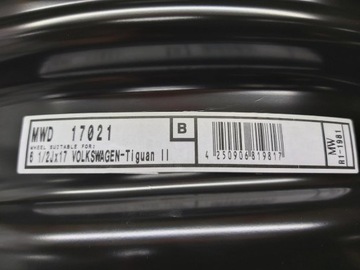 MWD 17021
WHEEL SUITABLE FOR:
6 1/2Jx17 VOLKSWAGEN-Tiguan II
B
4 250906 819817
MW
R1-1981